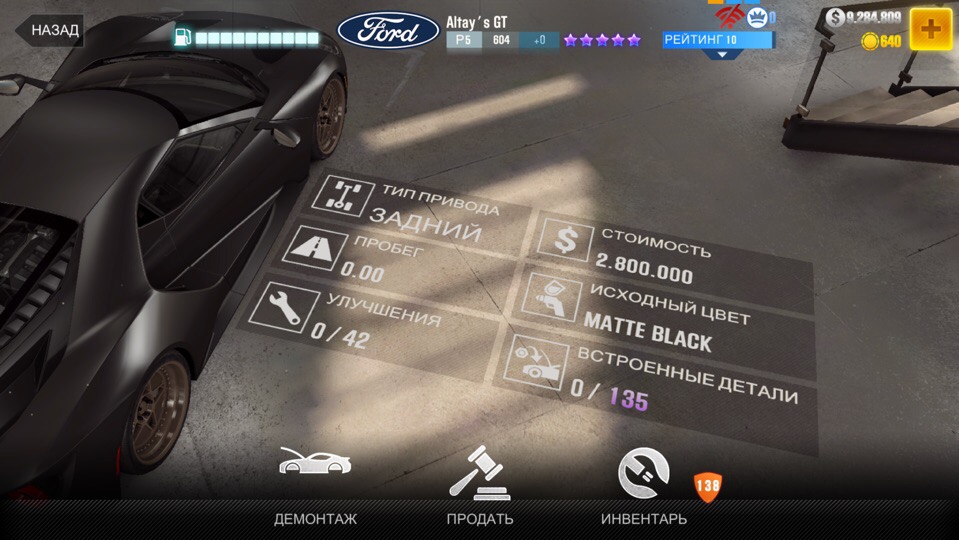 НАЗАД
Ford
Altay's GT
P5 604 +0
РЕЙТИНГ 10
0
$ 9,284,809
640
ТИП ПРИВОДА
ЗАДНИЙ
ПРОБЕГ
0.00
УЛУЧШЕНИЯ
0/42
СТОИМОСТЬ
2.800.000
ИСХОДНЫЙ ЦВЕТ
MATTE BLACK
ВСТРОЕННЫЕ ДЕТАЛИ
0/ 135
138
ДЕМОНТАЖ
ПРОДАТЬ
ИНВЕНТАРЬ